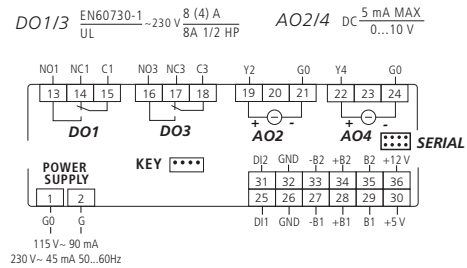 DO1/3 EN60730-1 UL ~230 V 8 (4) A 8A 1/2 HP AO2/4 DC 5 mA MAX 0...10 V
NO1 NC1 C1 NO3 NC3 C3 Y2 G0 Y4 G0
13 14 15 16 17 18 19 20 21 22 23 24
+ - + -
DO1 DO3 AO2 AO4 SERIAL
KEY
POWER SUPPLY
DI2 GND -B2 +B2 B2 +12 V
31 32 33 34 35 36
1 2 25 26 27 28 29 30
G0 G DI1 GND -B1 +B1 B1 +5 V
115 V~ 90 mA
230 V~ 45 mA 50...60Hz